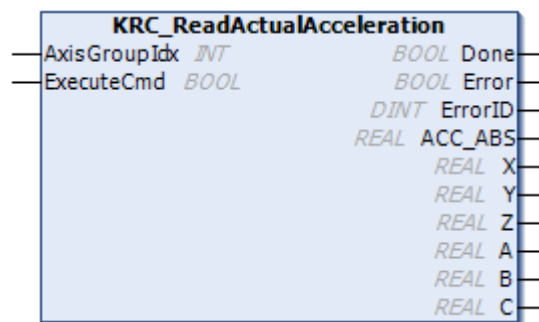 KRC_ReadActualAcceleration
AxisGroupIdx INT BOOL Done
ExecuteCmd BOOL BOOL Error
DINT ErrorID
REAL ACC_ABS
REAL X
REAL Y
REAL Z
REAL A
REAL B
REAL C